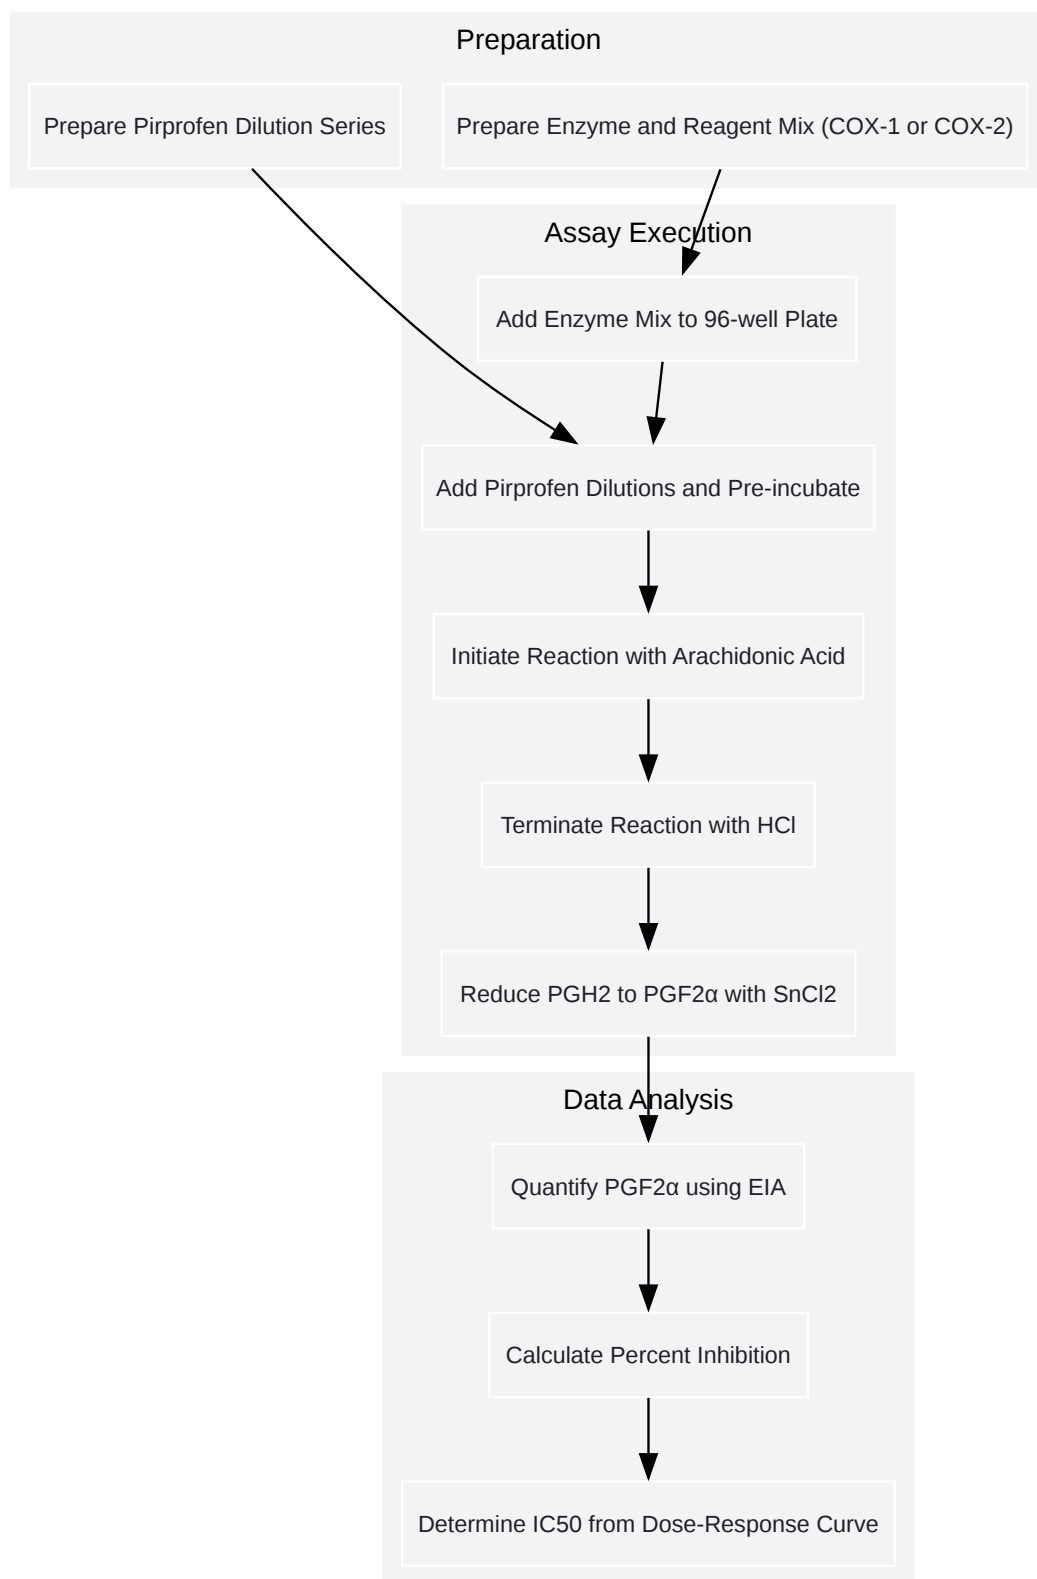 Preparation
Prepare Pirprofen Dilution Series
Prepare Enzyme and Reagent Mix (COX-1 or COX-2)
Assay Execution
Add Enzyme Mix to 96-well Plate
Add Pirprofen Dilutions and Pre-incubate
Initiate Reaction with Arachidonic Acid
Terminate Reaction with HCl
Reduce PGH2 to PGF2α with SnCl2
Data Analysis
Quantify PGF2α using EIA
Calculate Percent Inhibition
Determine IC50 from Dose-Response Curve